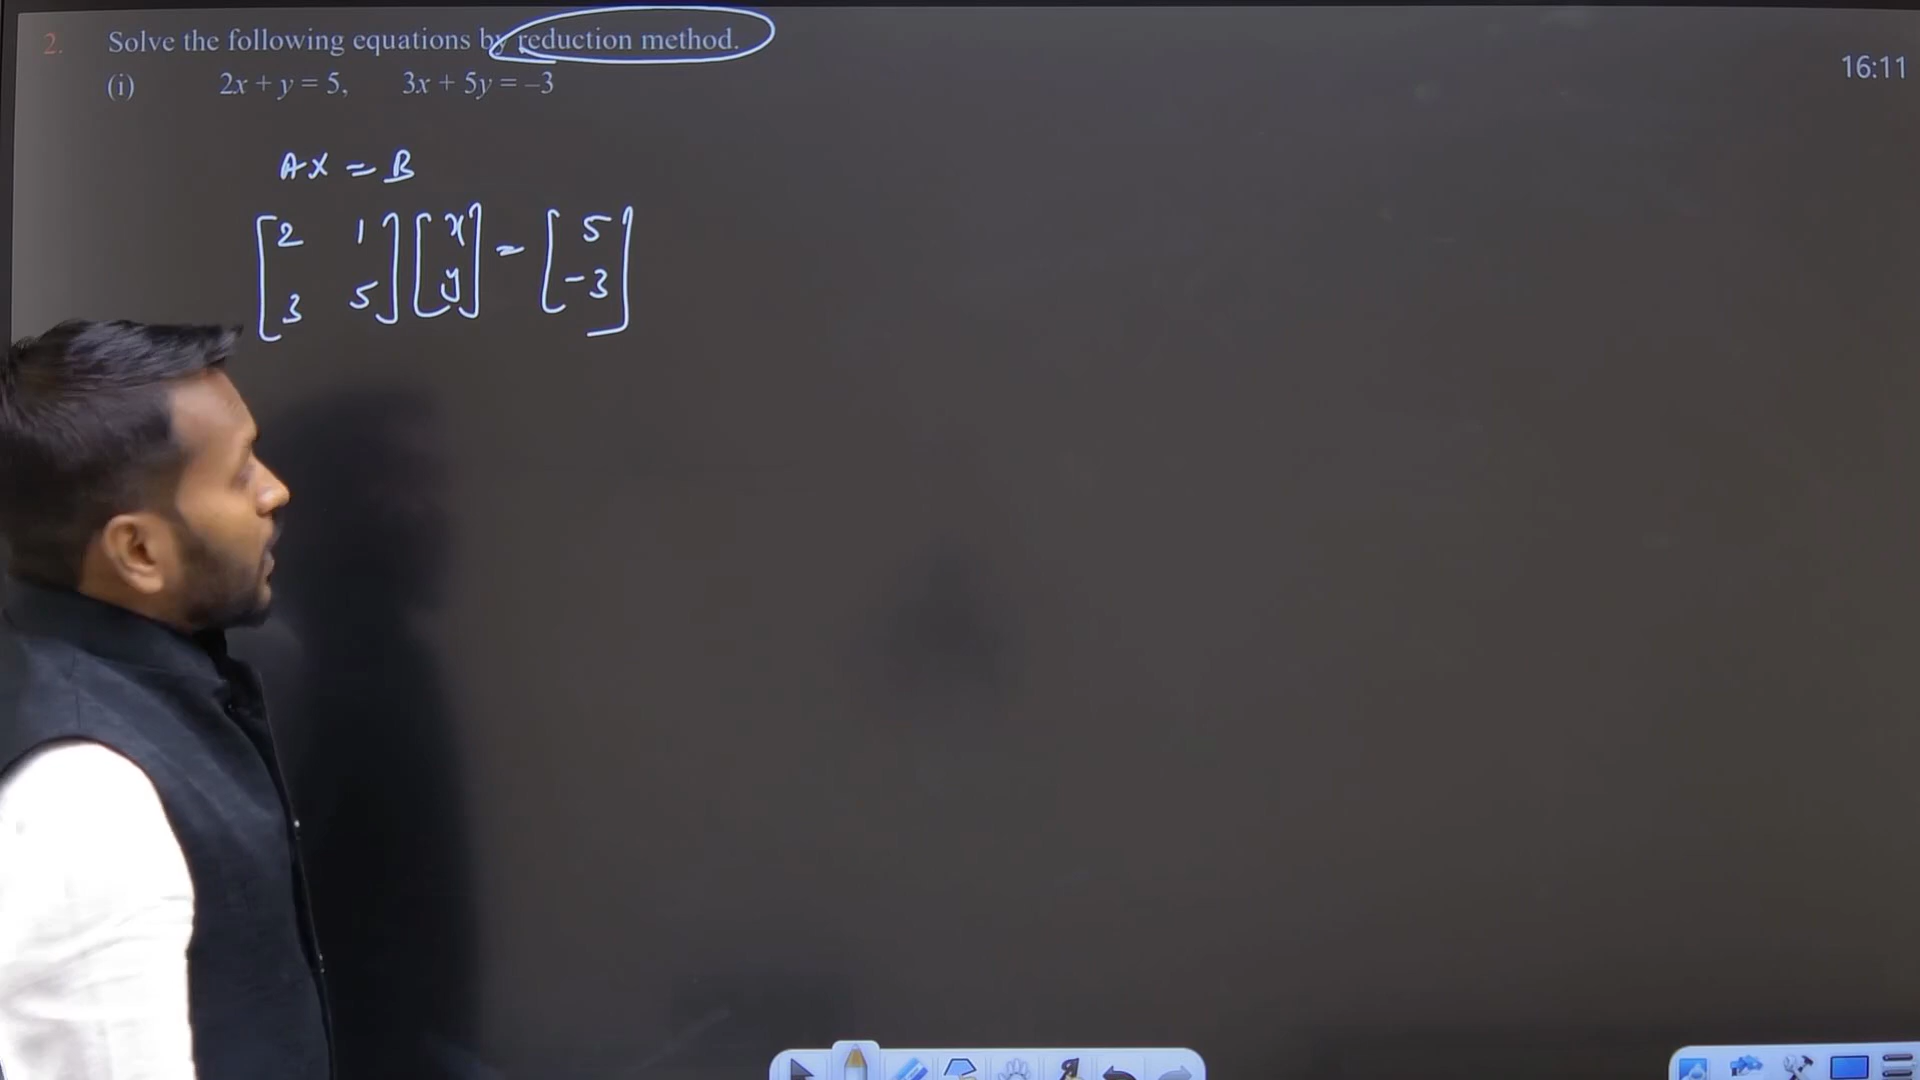 2. Solve the following equations by reduction method.
16:11
(i) 2x + y = 5, 3x + 5y = –3
AX = B
[2 1] [x] = [5]
[3 5] [y] [-3]